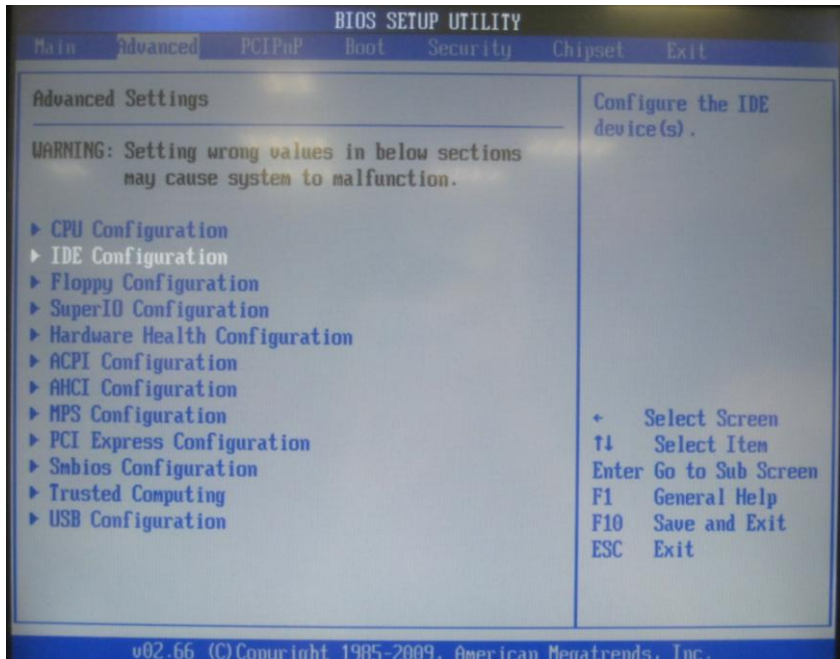 BIOS SETUP UTILITY
Main Advanced PCIPnP Boot Security Chipset Exit
Advanced Settings
WARNING: Setting wrong values in below sections
may cause system to malfunction.
▶ CPU Configuration
▶ IDE Configuration
▶ Floppy Configuration
▶ SuperIO Configuration
▶ Hardware Health Configuration
▶ ACPI Configuration
▶ AHCI Configuration
▶ MPS Configuration
▶ PCI Express Configuration
▶ Smbios Configuration
▶ Trusted Computing
▶ USB Configuration
Configure the IDE
device(s).
← Select Screen
↑↓ Select Item
Enter Go to Sub Screen
F1 General Help
F10 Save and Exit
ESC Exit
v02.66 (C)Copyright 1985-2009, American Megatrends, Inc.